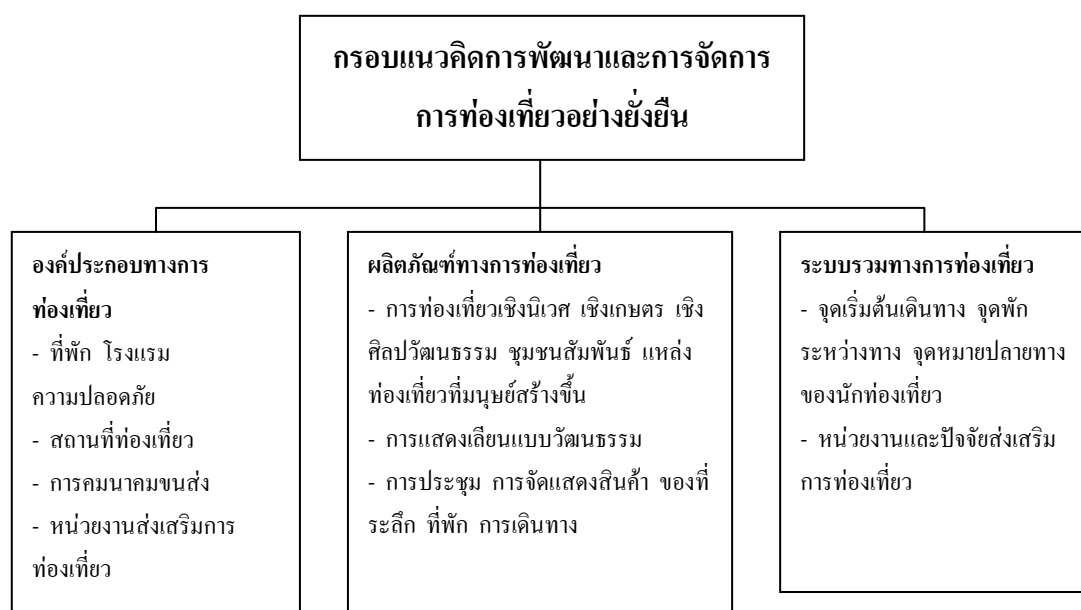 กรอบแนวคิดการพัฒนาและการจัดการ
การท่องเที่ยวอย่างยั่งยืน
องค์ประกอบทางการ
ท่องเที่ยว
- ที่พัก โรงแรม
ความปลอดภัย
- สถานที่ท่องเที่ยว
- การคมนาคมขนส่ง
- หน่วยงานส่งเสริมการ
ท่องเที่ยว
ผลิตภัณฑ์ทางการท่องเที่ยว
- การท่องเที่ยวเชิงนิเวศ เชิงเกษตร เชิง
ศิลปวัฒนธรรม ชุมชนสัมพันธ์ แหล่ง
ท่องเที่ยวที่มนุษย์สร้างขึ้น
- การแสดงเลียนแบบวัฒนธรรม
- การประชุม การจัดแสดงสินค้า ของที่
ระลึก ที่พัก การเดินทาง
ระบบรวมทางการท่องเที่ยว
- จุดเริ่มต้นเดินทาง จุดพัก
ระหว่างทาง จุดหมายปลายทาง
ของนักท่องเที่ยว
- หน่วยงานและปัจจัยส่งเสริม
การท่องเที่ยว